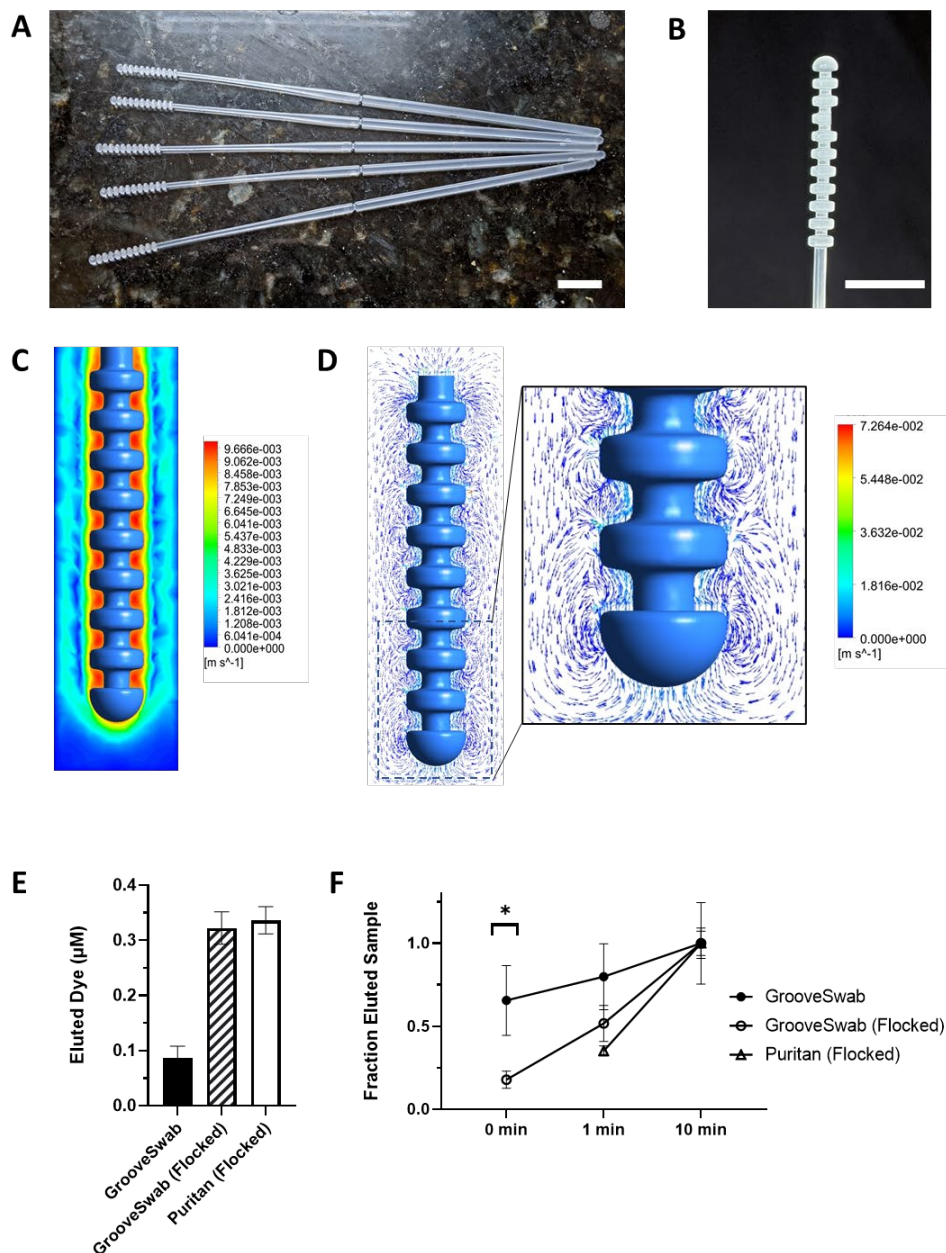 A
B
C
9.666e-003
9.062e-003
8.458e-003
7.853e-003
7.249e-003
6.645e-003
6.041e-003
5.437e-003
4.833e-003
4.229e-003
3.625e-003
3.021e-003
2.416e-003
1.812e-003
1.208e-003
6.041e-004
0.000e+000
[m s^-1]
D
7.264e-002
5.448e-002
3.632e-002
1.816e-002
0.000e+000
[m s^-1]
E
Eluted Dye (µM)
0.4
0.3
0.1
0.0
GrooveSwab
GrooveSwab (Flocked)
Puritan (Flocked)
F
Fraction Eluted Sample
1.0
0.5
0.0
*
0 min
1 min
10 min
GrooveSwab
GrooveSwab (Flocked)
Puritan (Flocked)